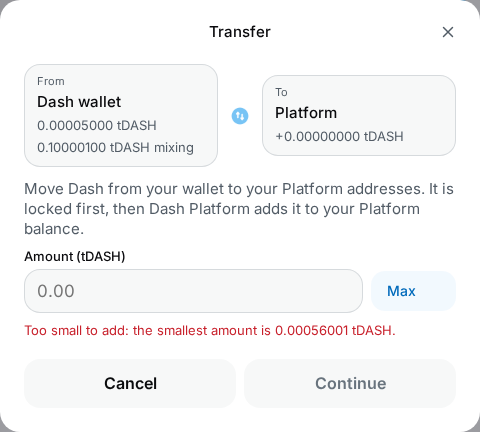 Transfer
From
Dash wallet
0.00005000 tDASH
0.10000100 tDASH mixing
To
Platform
+0.00000000 tDASH
Move Dash from your wallet to your Platform addresses. It is
locked first, then Dash Platform adds it to your Platform
balance.
Amount (tDASH)
0.00
Max
Too small to add: the smallest amount is 0.00056001 tDASH.
Cancel
Continue